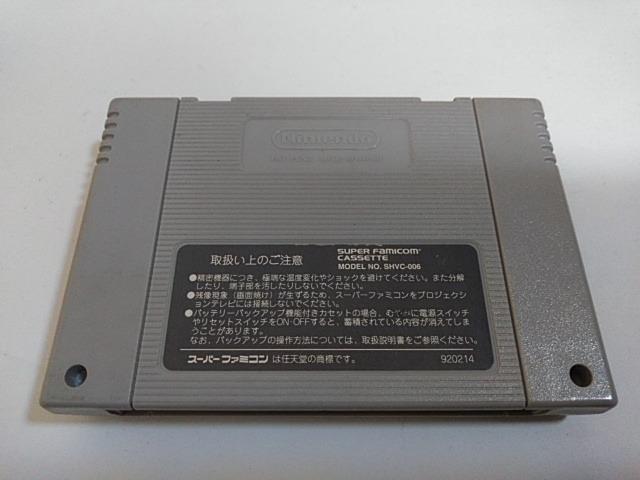 Nintendo
取扱い上のご注意
SUPER FAMICOM
CASSETTE
MODEL NO. SHVC-006
●精密機器につき、極端な温度変化やショックを避けてください。また分解
したり、端子部を汚したりしないでください。
●残像現象（画面焼け）が生ずるため、スーパーファミコンをプロジェクシ
ョンテレビには接続しないでください。
●バッテリーバックアップ機能付きカセットの場合、むやみに電源スイッチ
やリセットスイッチをON・OFFすると、蓄積されている内容が消えてしま
うことがあります。
なお、バックアップの操作方法については、取扱説明書をご参照ください。
スーパーファミコン は任天堂の商標です。
920214